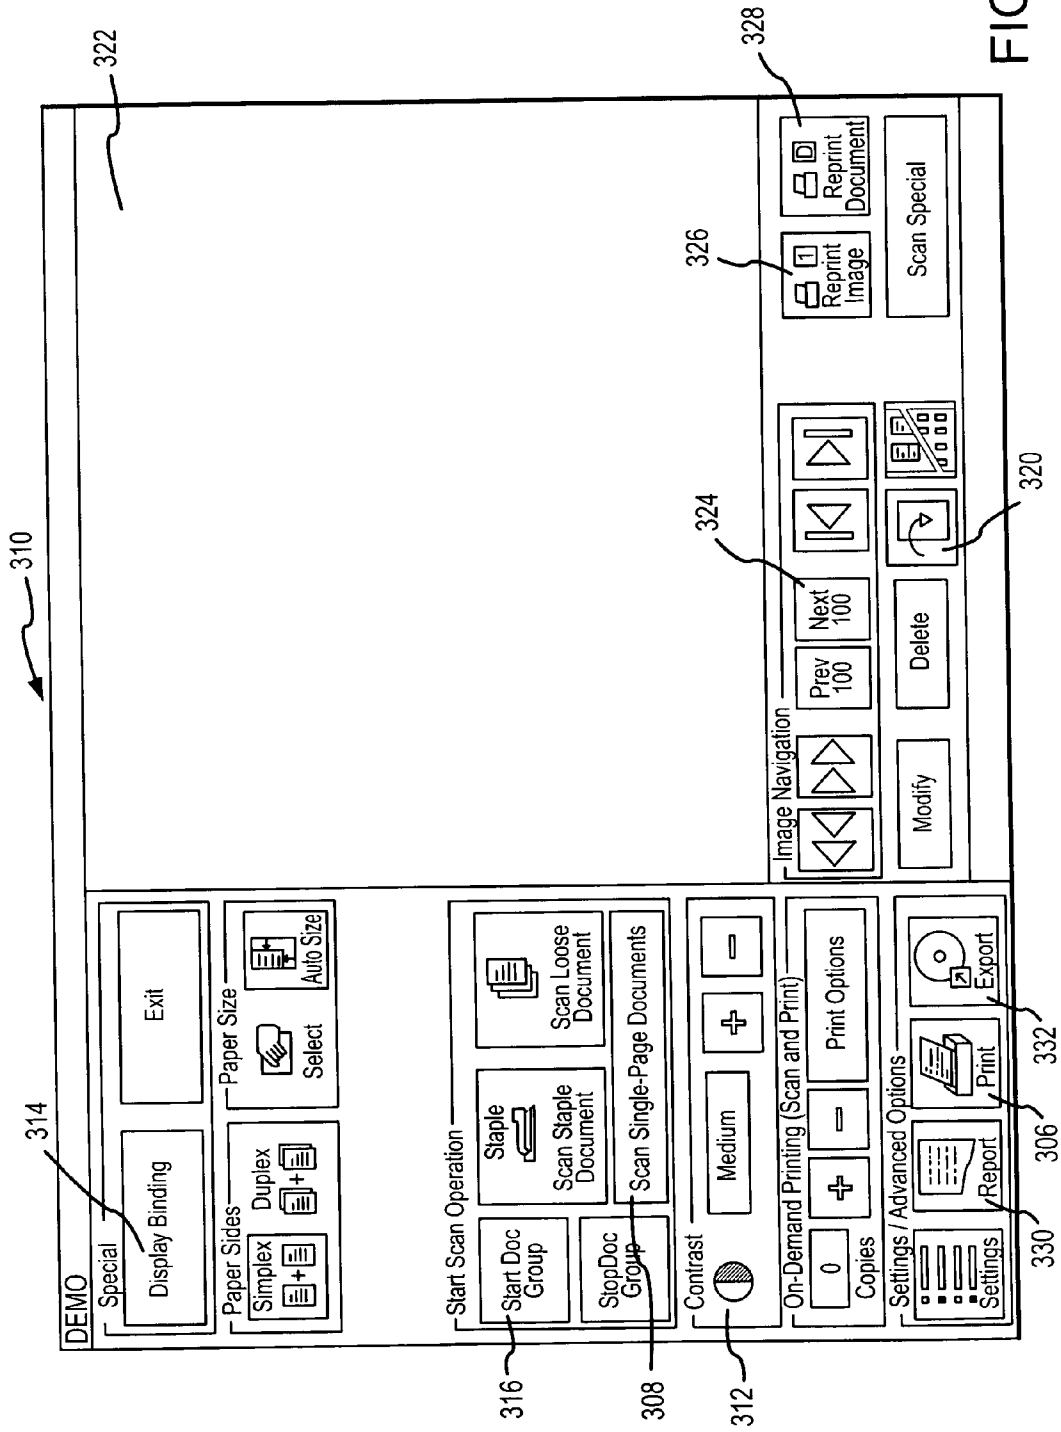 310
314
322
DEMO
Special
Display Binding
Exit
Paper Sides
Simplex
Duplex
Paper Size
Select
Auto Size
Start Scan Operation
316
Start Doc
Group
StopDoc
Group
Staple
Scan Staple
Document
Scan Loose
Document
308
Scan Single-Page Documents
312
Contrast
Medium
On-Demand Printing (Scan and Print)
0
Copies
Print Options
Settings / Advanced Options
Settings
Report
Print
Export
330
306
332
Image Navigation
Prev
100
Next
100
324
326
1
Reprint
Image
328
D
Reprint
Document
Modify
Delete
320
Scan Special
FIG